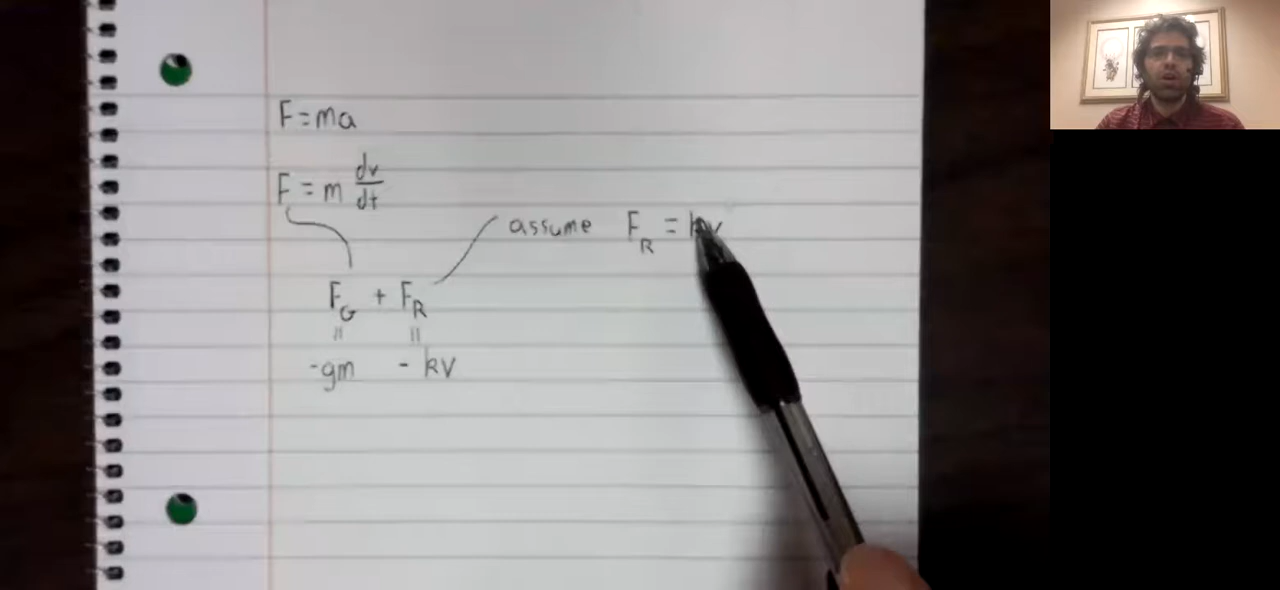 F = ma
F = m dv/dt
assume F_R = kv
F_G + F_R
= =
-gm - kv